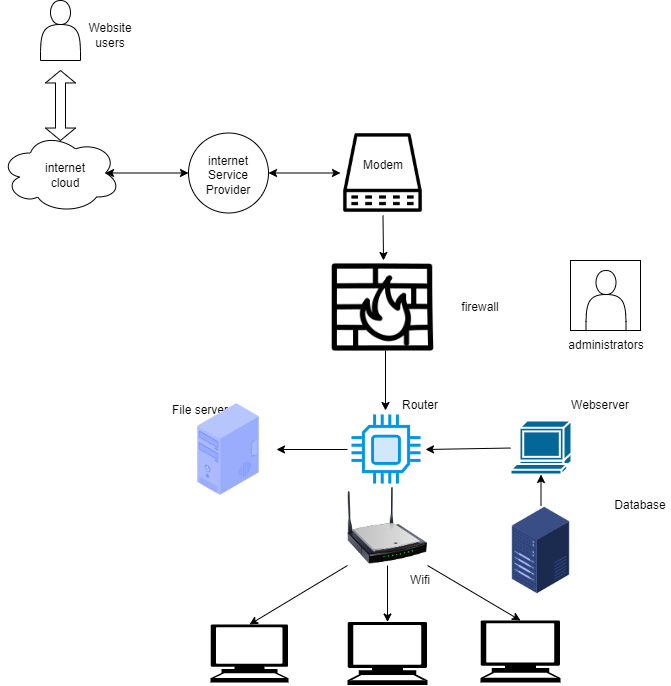 Website
users
internet
cloud
internet
Service
Provider
Modem
firewall
administrators
File server
Router
Webserver
Database
Wifi